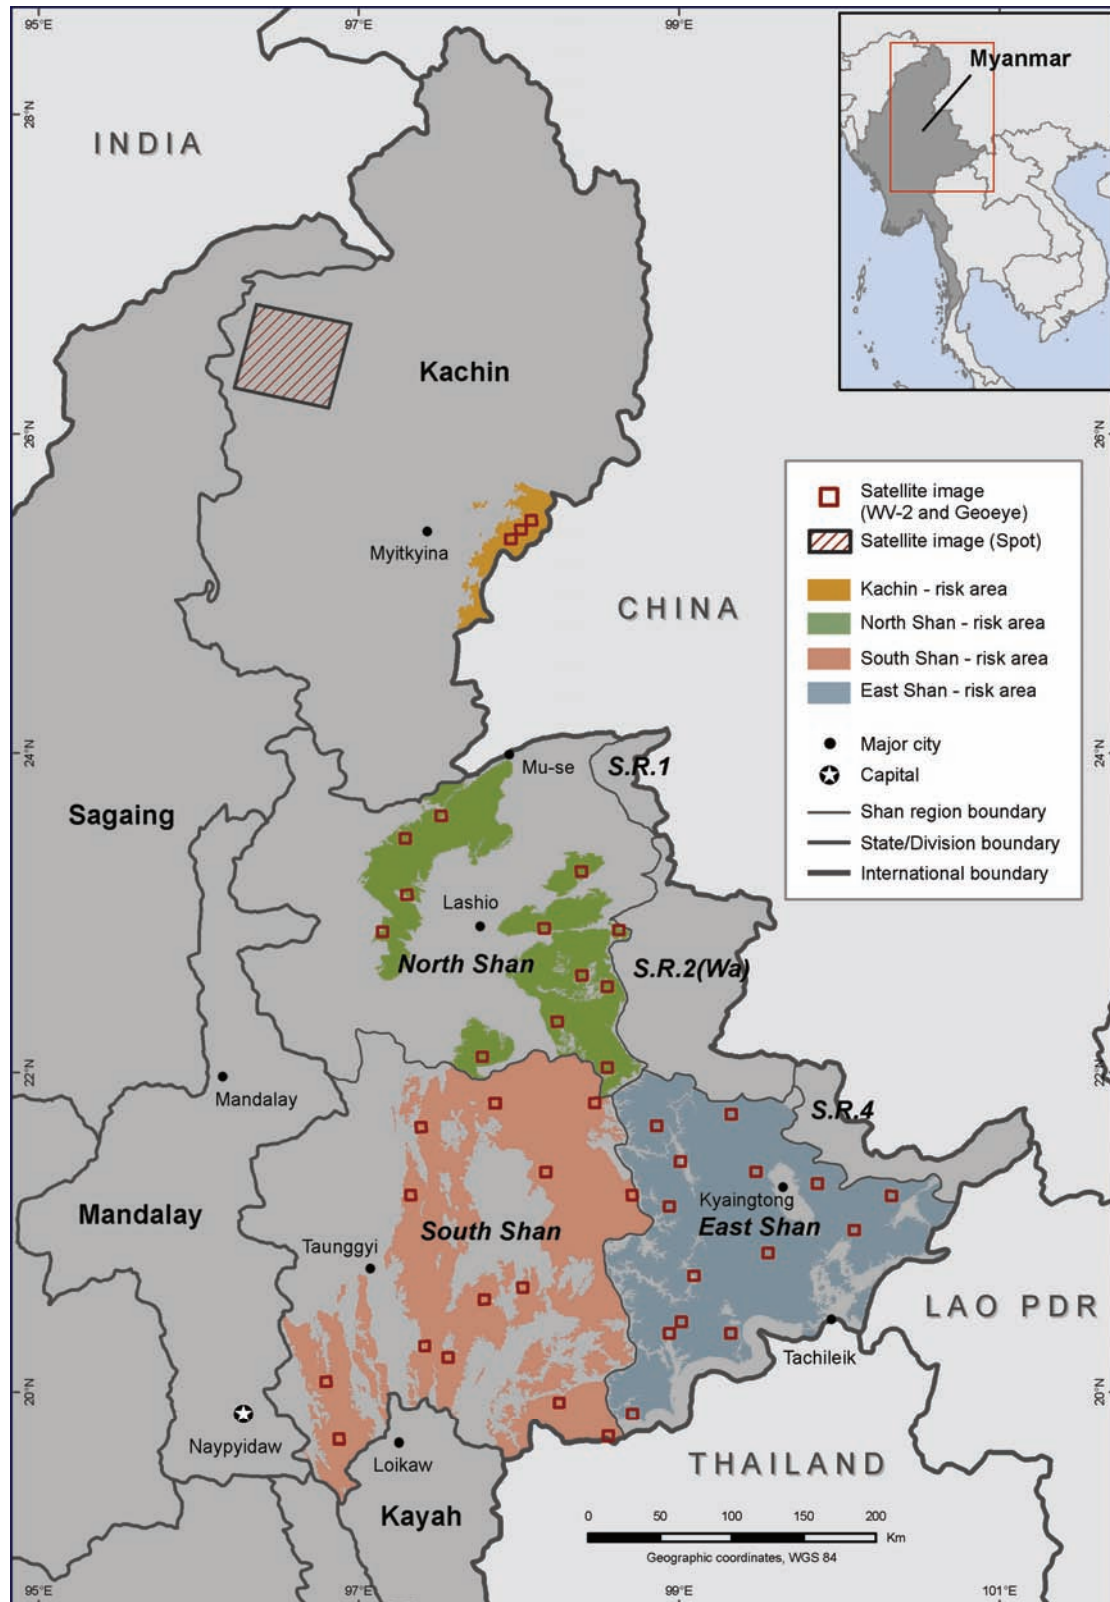 95°E
97°E
99°E
Myanmar
28°N
INDIA
Kachin
26°N
26°N
Satellite image
(WV-2 and Geoeye)
Satellite image (Spot)
Kachin - risk area
North Shan - risk area
South Shan - risk area
East Shan - risk area
Major city
Capital
Shan region boundary
State/Division boundary
International boundary
Myitkyina
CHINA
24°N
24°N
Mu-se
S.R.1
Sagaing
Lashio
North Shan
S.R.2(Wa)
22°N
22°N
Mandalay
S.R.4
Kyaingtong
Mandalay
South Shan
East Shan
Taunggyi
LAO PDR
Tachileik
20°N
20°N
Naypyidaw
Loikaw
THAILAND
Kayah
0
50
100
150
200
Km
Geographic coordinates, WGS 84
95°E
97°E
99°E
101°E